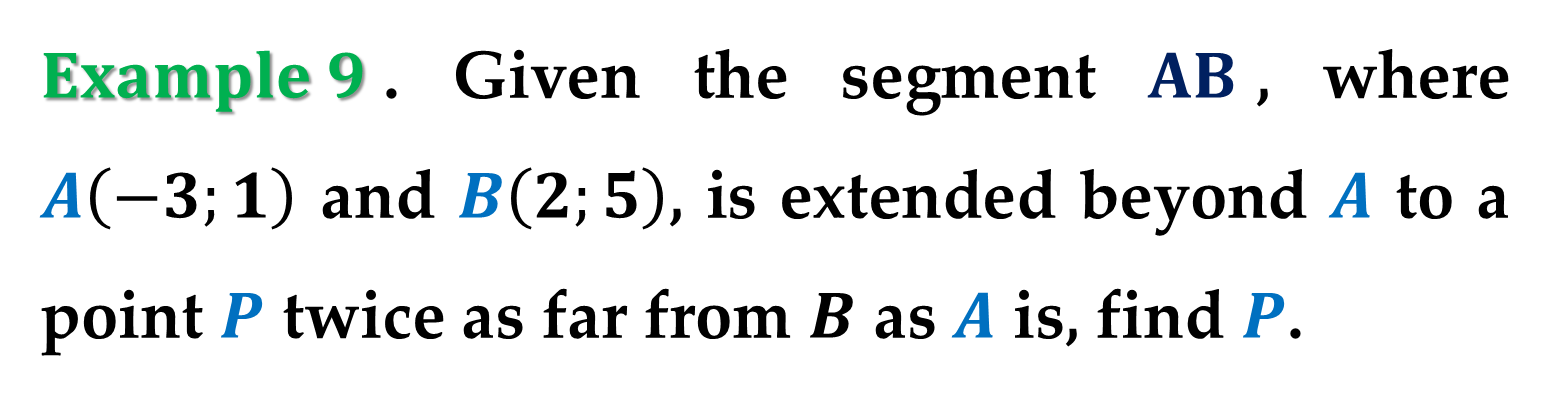 Example 9 . Given the segment AB , where
A(−3; 1) and B(2; 5), is extended beyond A to a
point P twice as far from B as A is, find P.